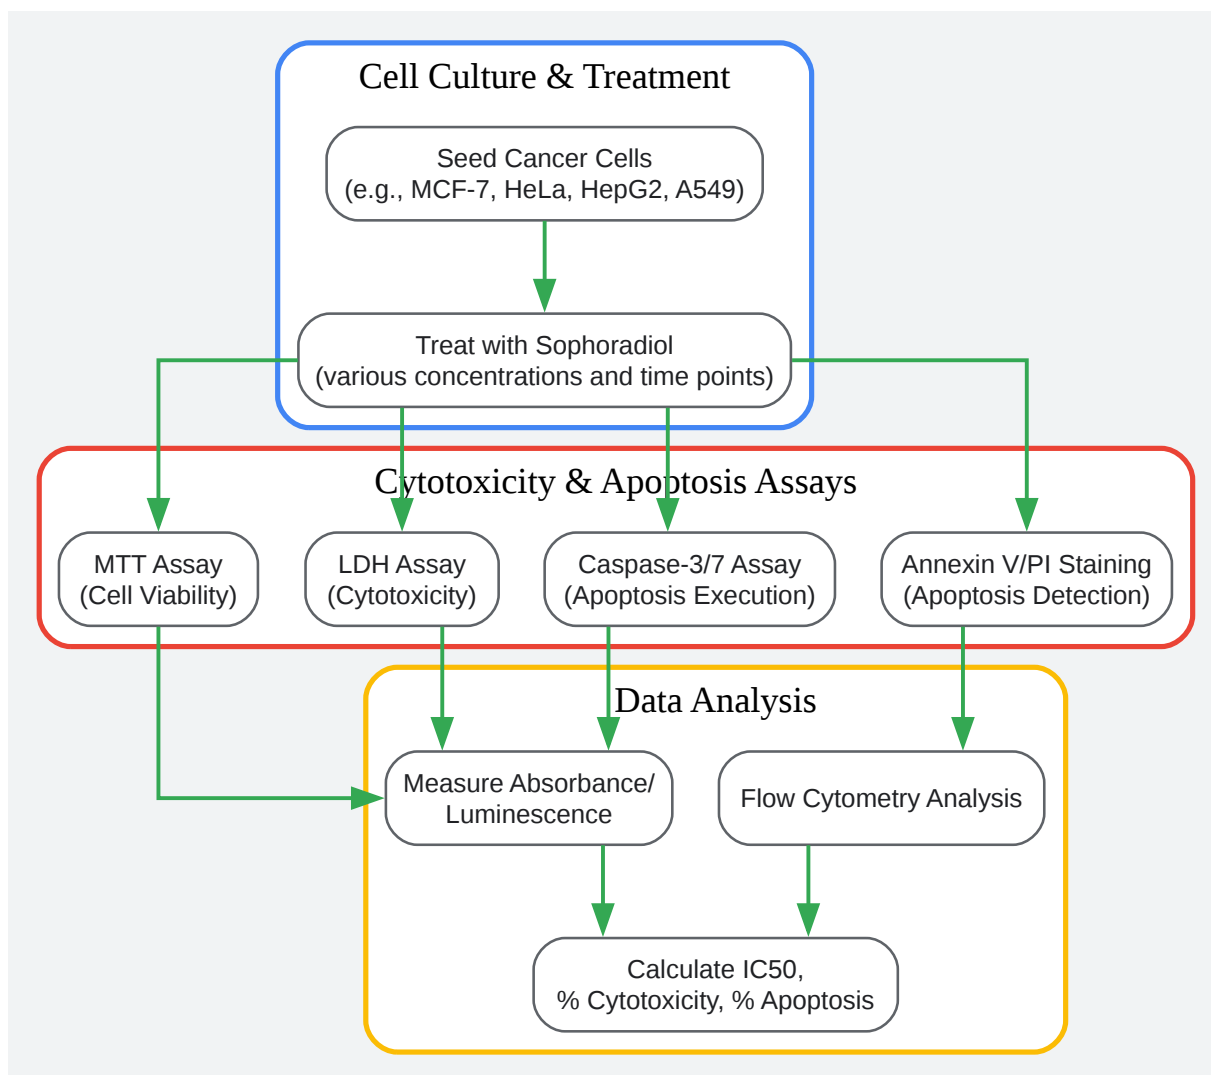 Cell Culture & Treatment
Seed Cancer Cells
(e.g., MCF-7, HeLa, HepG2, A549)
Treat with Sophoradiol
(various concentrations and time points)
Cytotoxicity & Apoptosis Assays
MTT Assay
(Cell Viability)
LDH Assay
(Cytotoxicity)
Caspase-3/7 Assay
(Apoptosis Execution)
Annexin V/PI Staining
(Apoptosis Detection)
Data Analysis
Measure Absorbance/
Luminescence
Flow Cytometry Analysis
Calculate IC50,
% Cytotoxicity, % Apoptosis